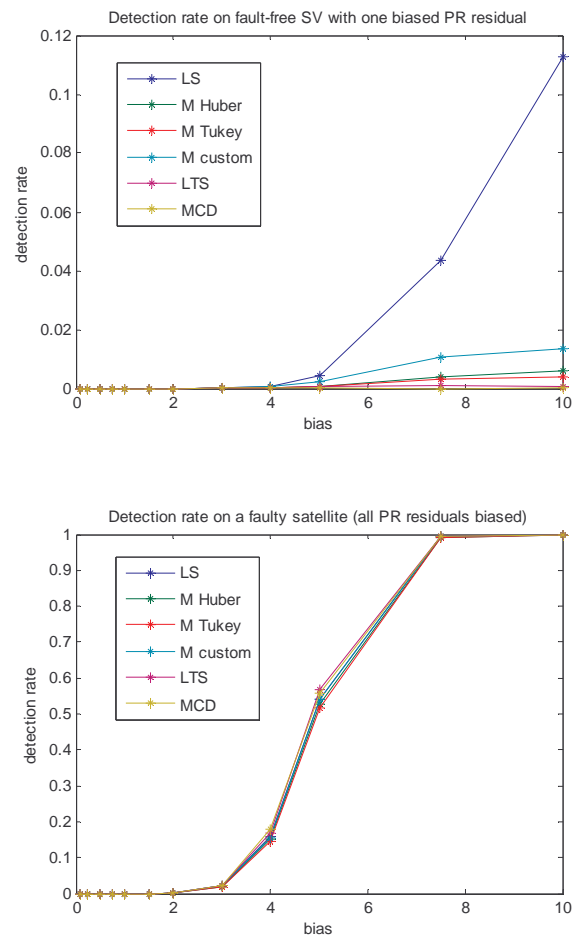 Detection rate on fault-free SV with one biased PR residual
0.12
0.1
0.08
0.06
0.04
0.02
0
detection rate
LS
M Huber
M Tukey
M custom
LTS
MCD
0 2 4 6 8 10
bias
Detection rate on a faulty satellite (all PR residuals biased)
1
0.9
0.8
0.7
0.6
0.5
0.4
0.3
0.2
0.1
0
detection rate
LS
M Huber
M Tukey
M custom
LTS
MCD
0 2 4 6 8 10
bias